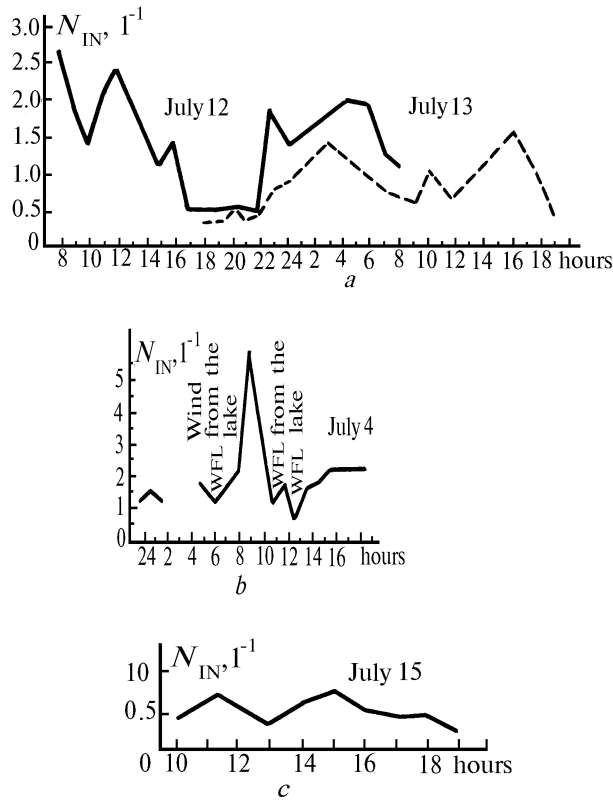 N_IN, l⁻¹
3.0
2.5
2.0
1.5
1.0
0.5
0
July 12
July 13
8 10 12 14 16 18 20 22 24 2 4 6 8 10 12 14 16 18 hours
a
N_IN, l⁻¹
5
4
3
2
1
0
Wind
WFL from the
lake
WFL from the
WFL lake
July 4
24 2 4 6 8 10 12 14 16 hours
b
N_IN, l⁻¹
10
0.5
July 15
0 10 12 14 16 18 hours
c